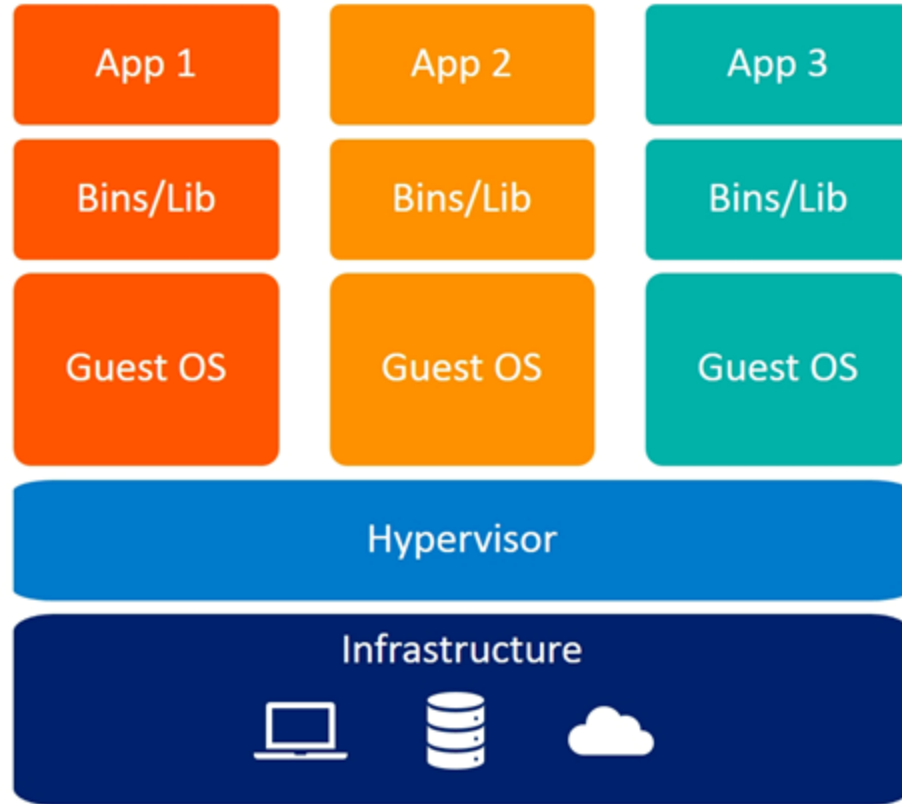 App 1
App 2
App 3
Bins/Lib
Bins/Lib
Bins/Lib
Guest OS
Guest OS
Guest OS
Hypervisor
Infrastructure